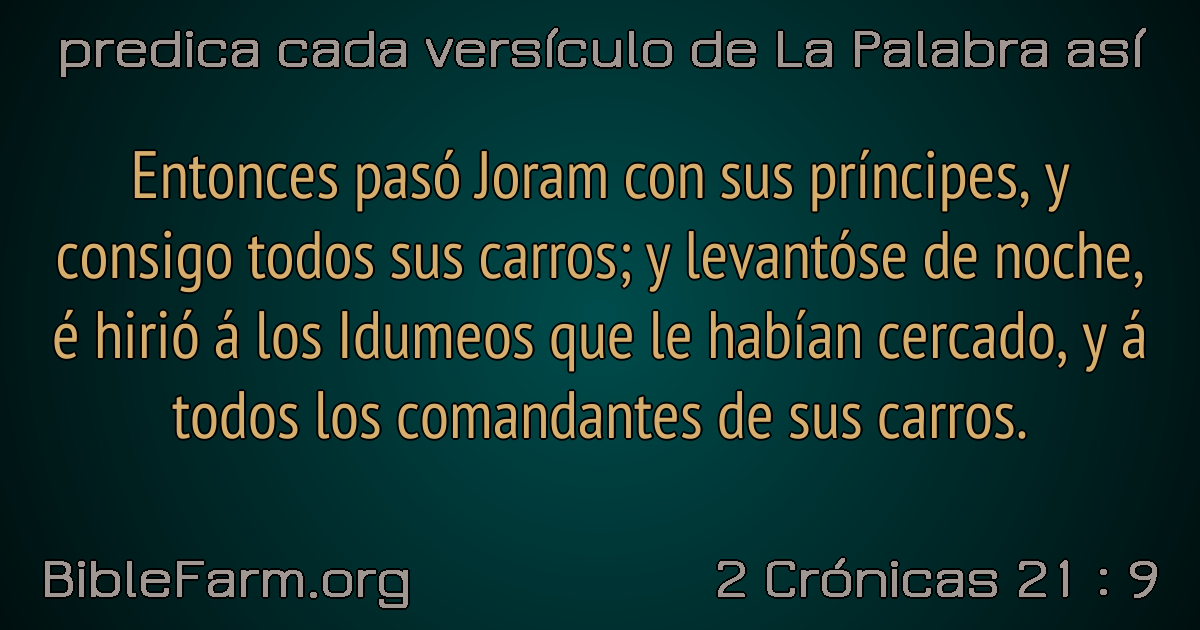 predica cada versículo de La Palabra así
Entonces pasó Joram con sus príncipes, y
consigo todos sus carros; y levantóse de noche,
é hirió á los Idumeos que le habían cercado, y á
todos los comandantes de sus carros.
BibleFarm.org
2 Crónicas 21 : 9